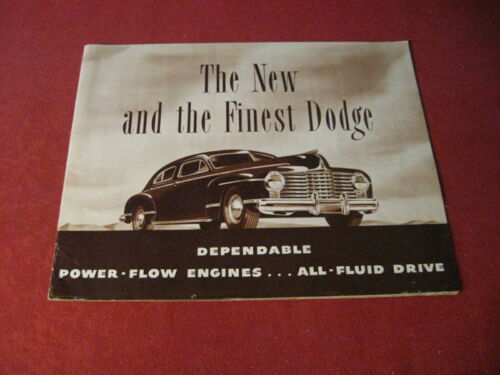 The New
and the Finest Dodge
DEPENDABLE
POWER-FLOW ENGINES... ALL-FLUID DRIVE